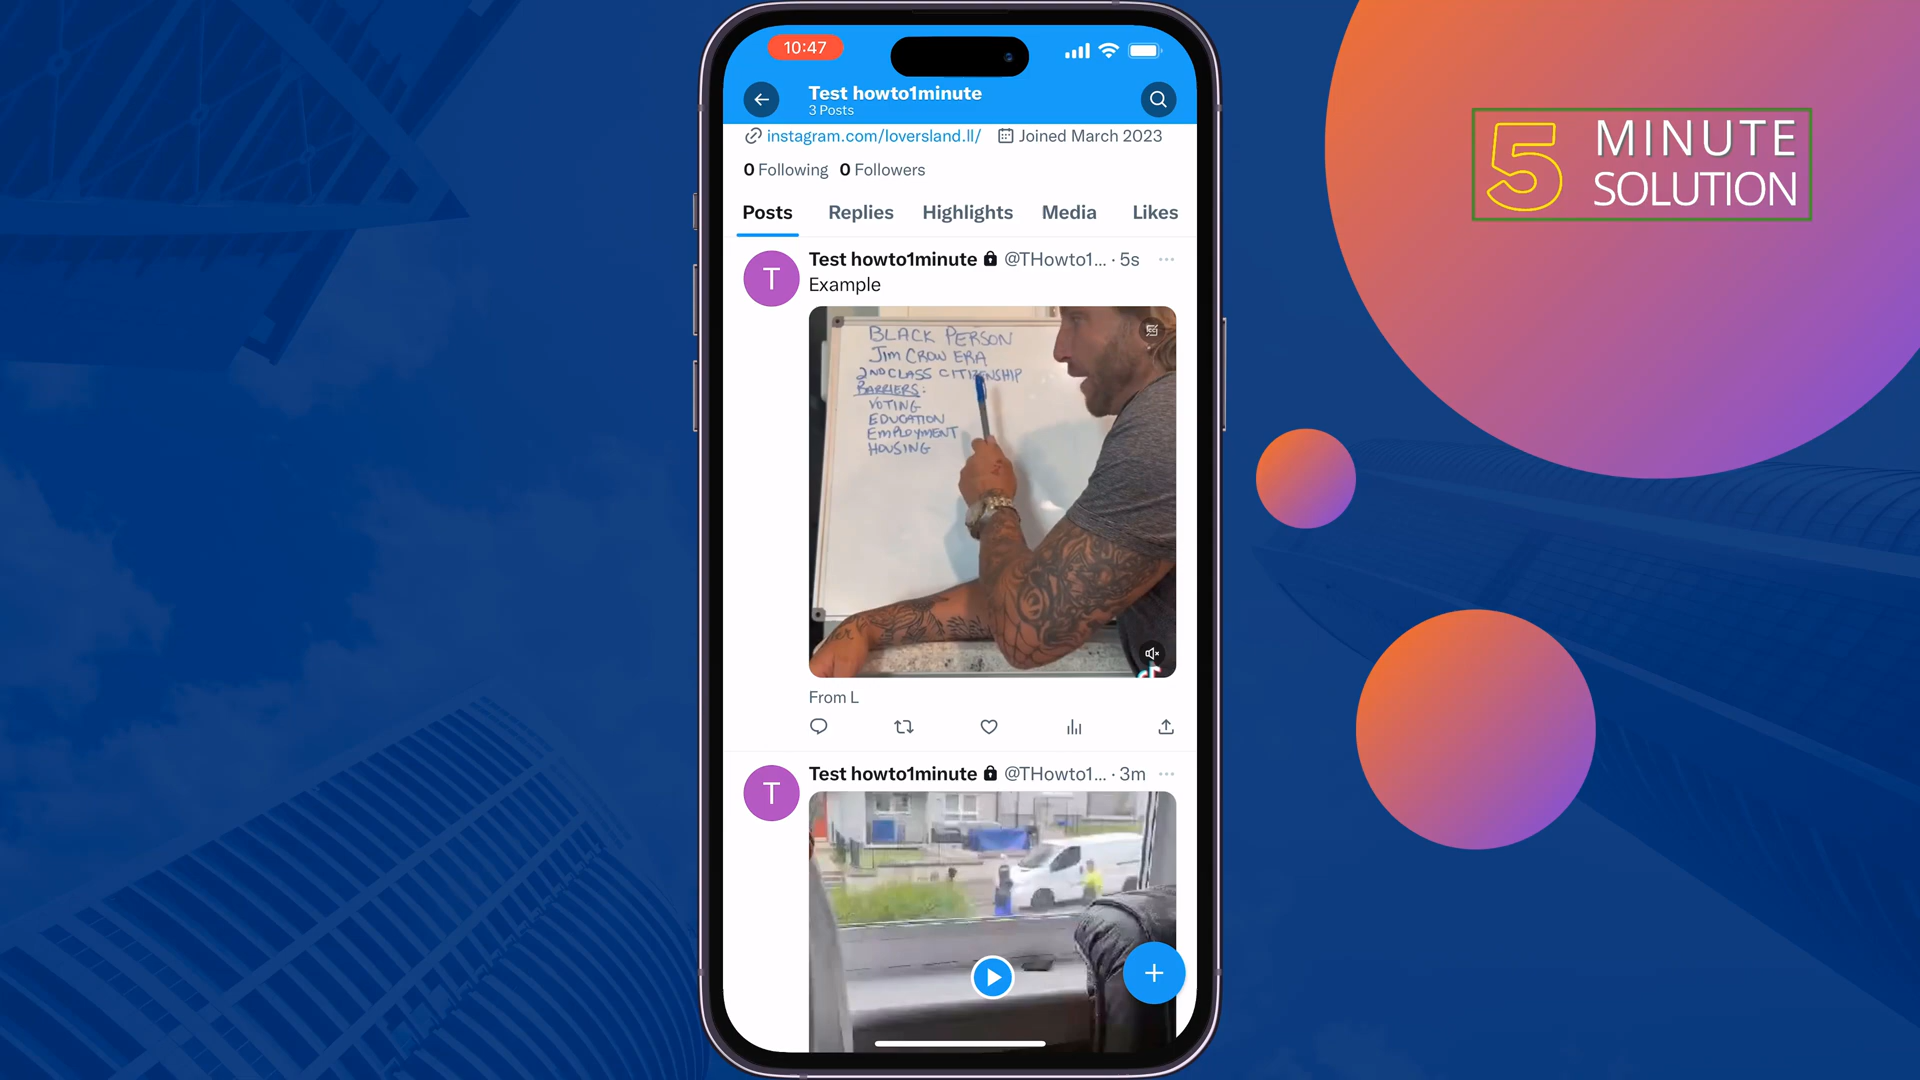 10:47
Test howto1minute
3 Posts
instagram.com/loversland.ll/ Joined March 2023
0 Following 0 Followers
Posts Replies Highlights Media Likes
T Test howto1minute @THowto1... · 5s
Example
BLACK PERSON
Jim CROW ERA
2ND CLASS CITIZENSHIP
BARRIERS:
VOTING
EDUCATION
EmPLOYMENT
HOUSING
From L
T Test howto1minute @THowto1... · 3m
5 MINUTE
SOLUTION